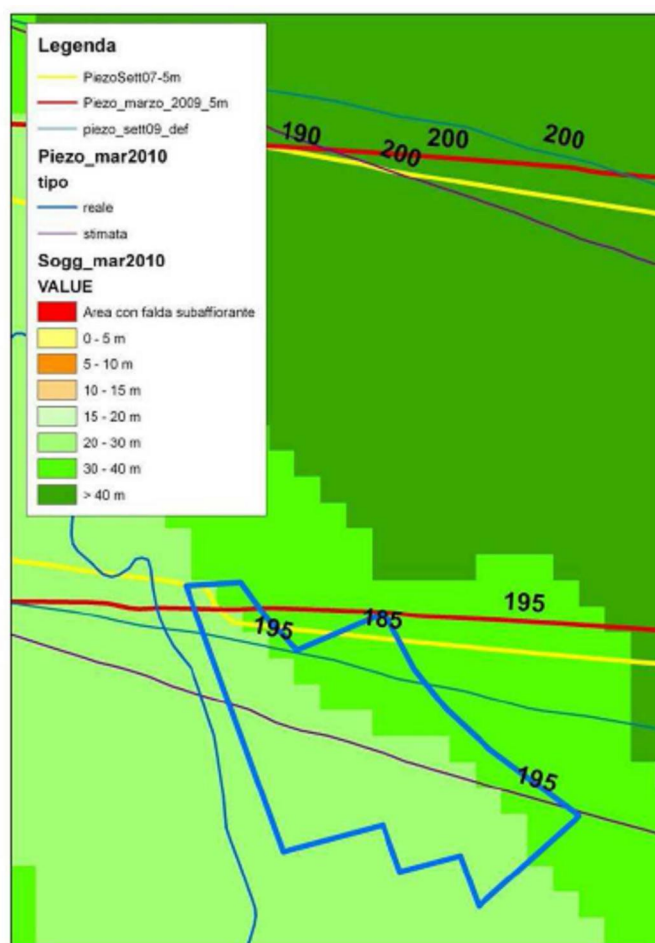 Legenda
PiezoSett07-5m
Piezo_marzo_2009_5m
piezo_sett09_def
Piezo_mar2010
tipo
reale
stimata
Sogg_mar2010
VALUE
Area con falda subaffiorante
0 - 5 m
5 - 10 m
10 - 15 m
15 - 20 m
20 - 30 m
30 - 40 m
> 40 m
190
200
200
200
195
195
185
195